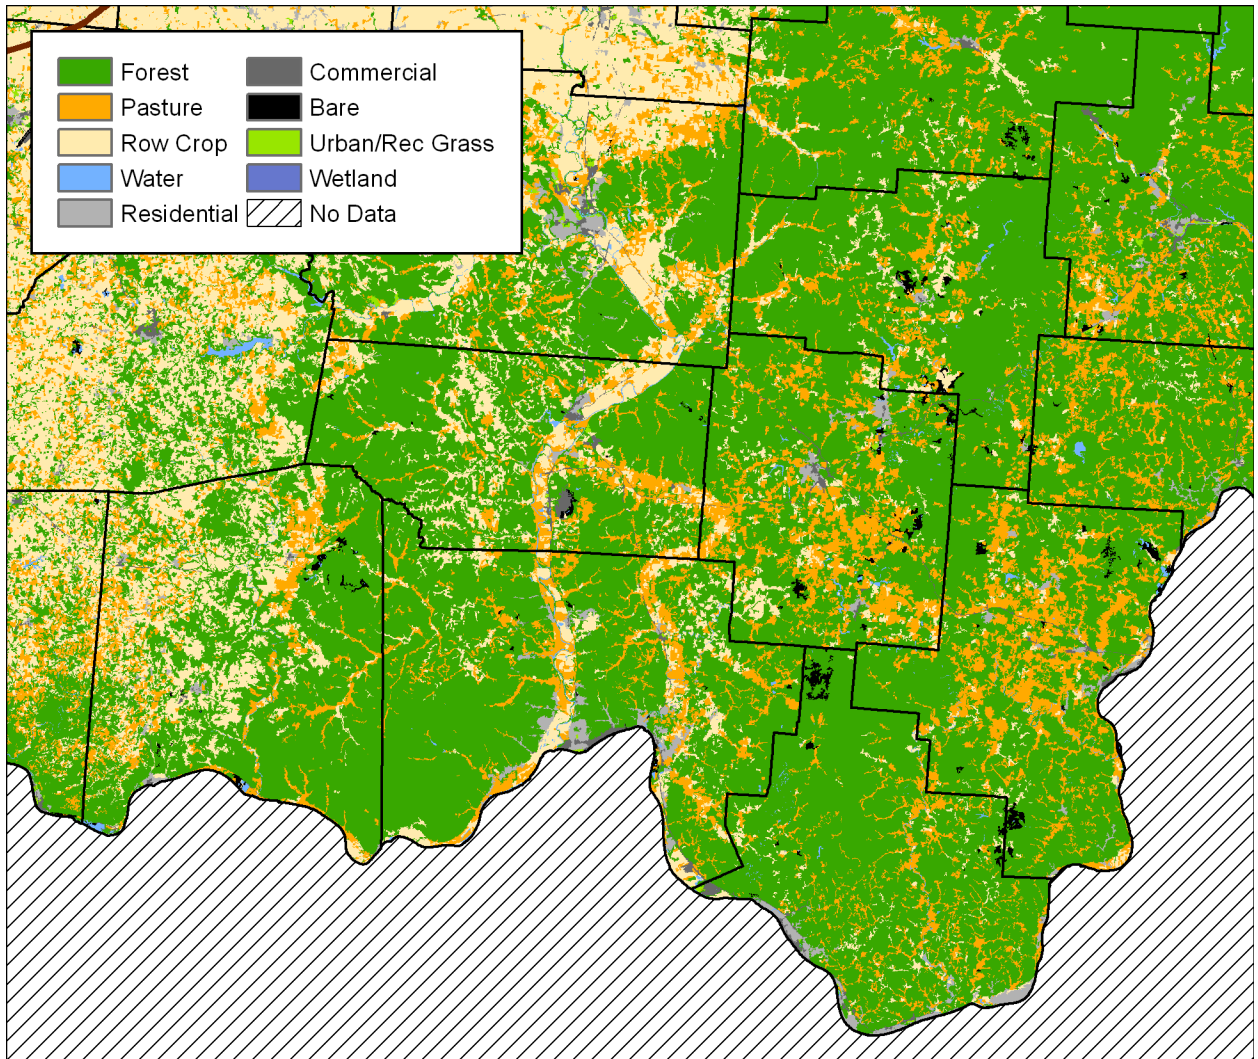 Forest
Pasture
Row Crop
Water
Residential
Commercial
Bare
Urban/Rec Grass
Wetland
No Data